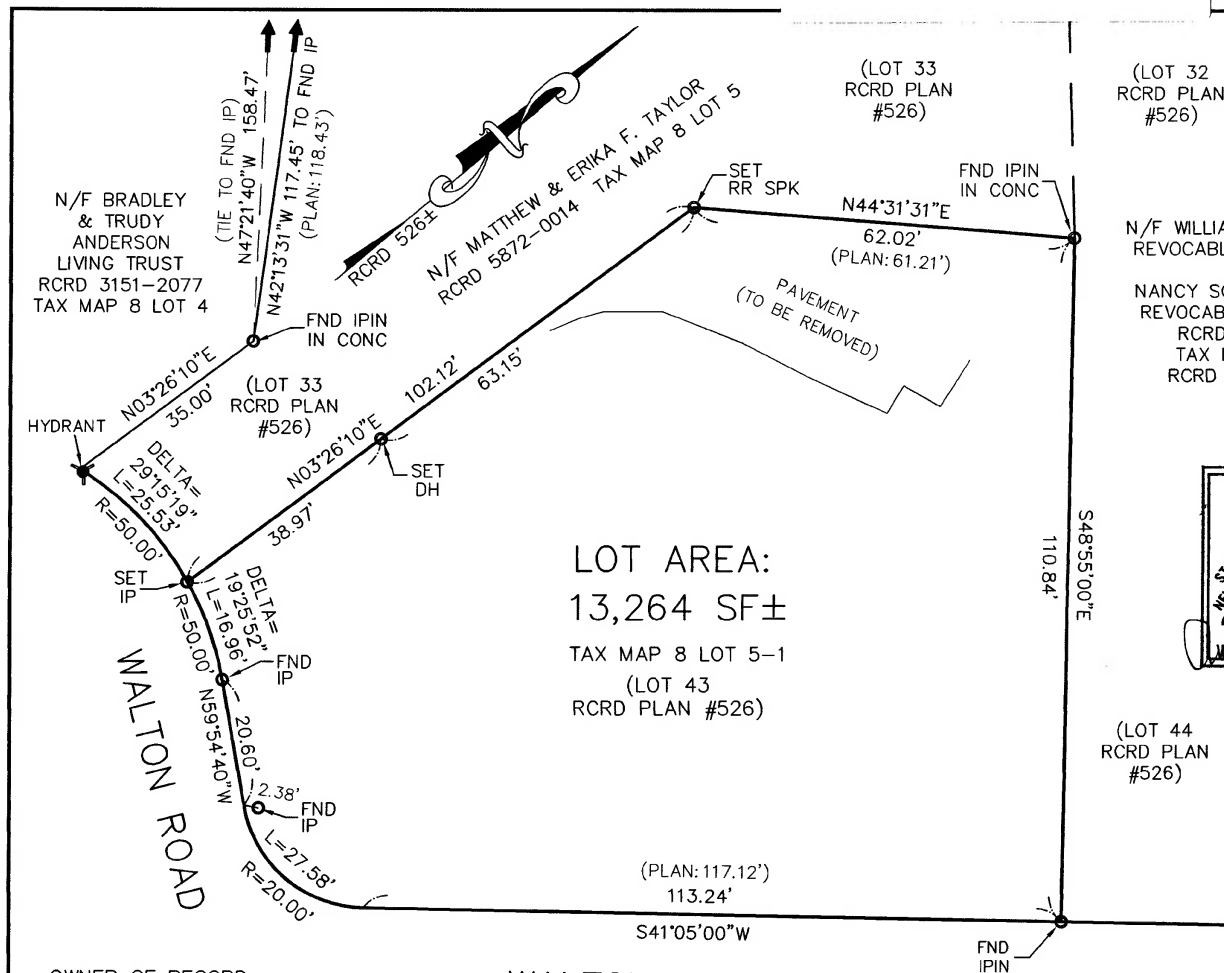 (LOT 33
RCRD PLAN
#526)
(LOT 32
RCRD PLAN
#526)
(TIE TO FND IP)
N47°21'40"W 158.47'
N42°13'31"W 117.45' TO FND IP
(PLAN: 118.43')
RCRD 526±
N/F MATTHEW & ERIKA F. TAYLOR
RCRD 5872-0014 TAX MAP 8 LOT 5
N/F BRADLEY
& TRUDY
ANDERSON
LIVING TRUST
RCRD 3151-2077
TAX MAP 8 LOT 4
SET
RR SPK
FND IPIN
IN CONC
N44°31'31"E
62.02'
(PLAN: 61.21')
N/F WILLIA
REVOCABL
NANCY SC
REVOCAB
RCRD
TAX
RCRD
PAVEMENT
(TO BE REMOVED)
FND IPIN
IN CONC
N03°26'10"E
35.00'
(LOT 33
RCRD PLAN
#526)
HYDRANT
102.12'
63.15'
N03°26'10"E
38.97'
SET
DH
DELTA=
29°15'19"
L=25.53'
R=50.00'
SET
IP
DELTA=
19°25'52"
L=16.96'
R=50.00'
FND
IP
LOT AREA:
13,264 SF±
TAX MAP 8 LOT 5-1
(LOT 43
RCRD PLAN #526)
S48°55'00"E
110.84'
WALTON ROAD
20.60'
N59°54'40"W
2.38'
FND
IP
L=27.58'
R=20.00'
(LOT 44
RCRD PLAN
#526)
(PLAN: 117.12')
113.24'
S41°05'00"W
FND
IPIN
OWNER OF RECORD